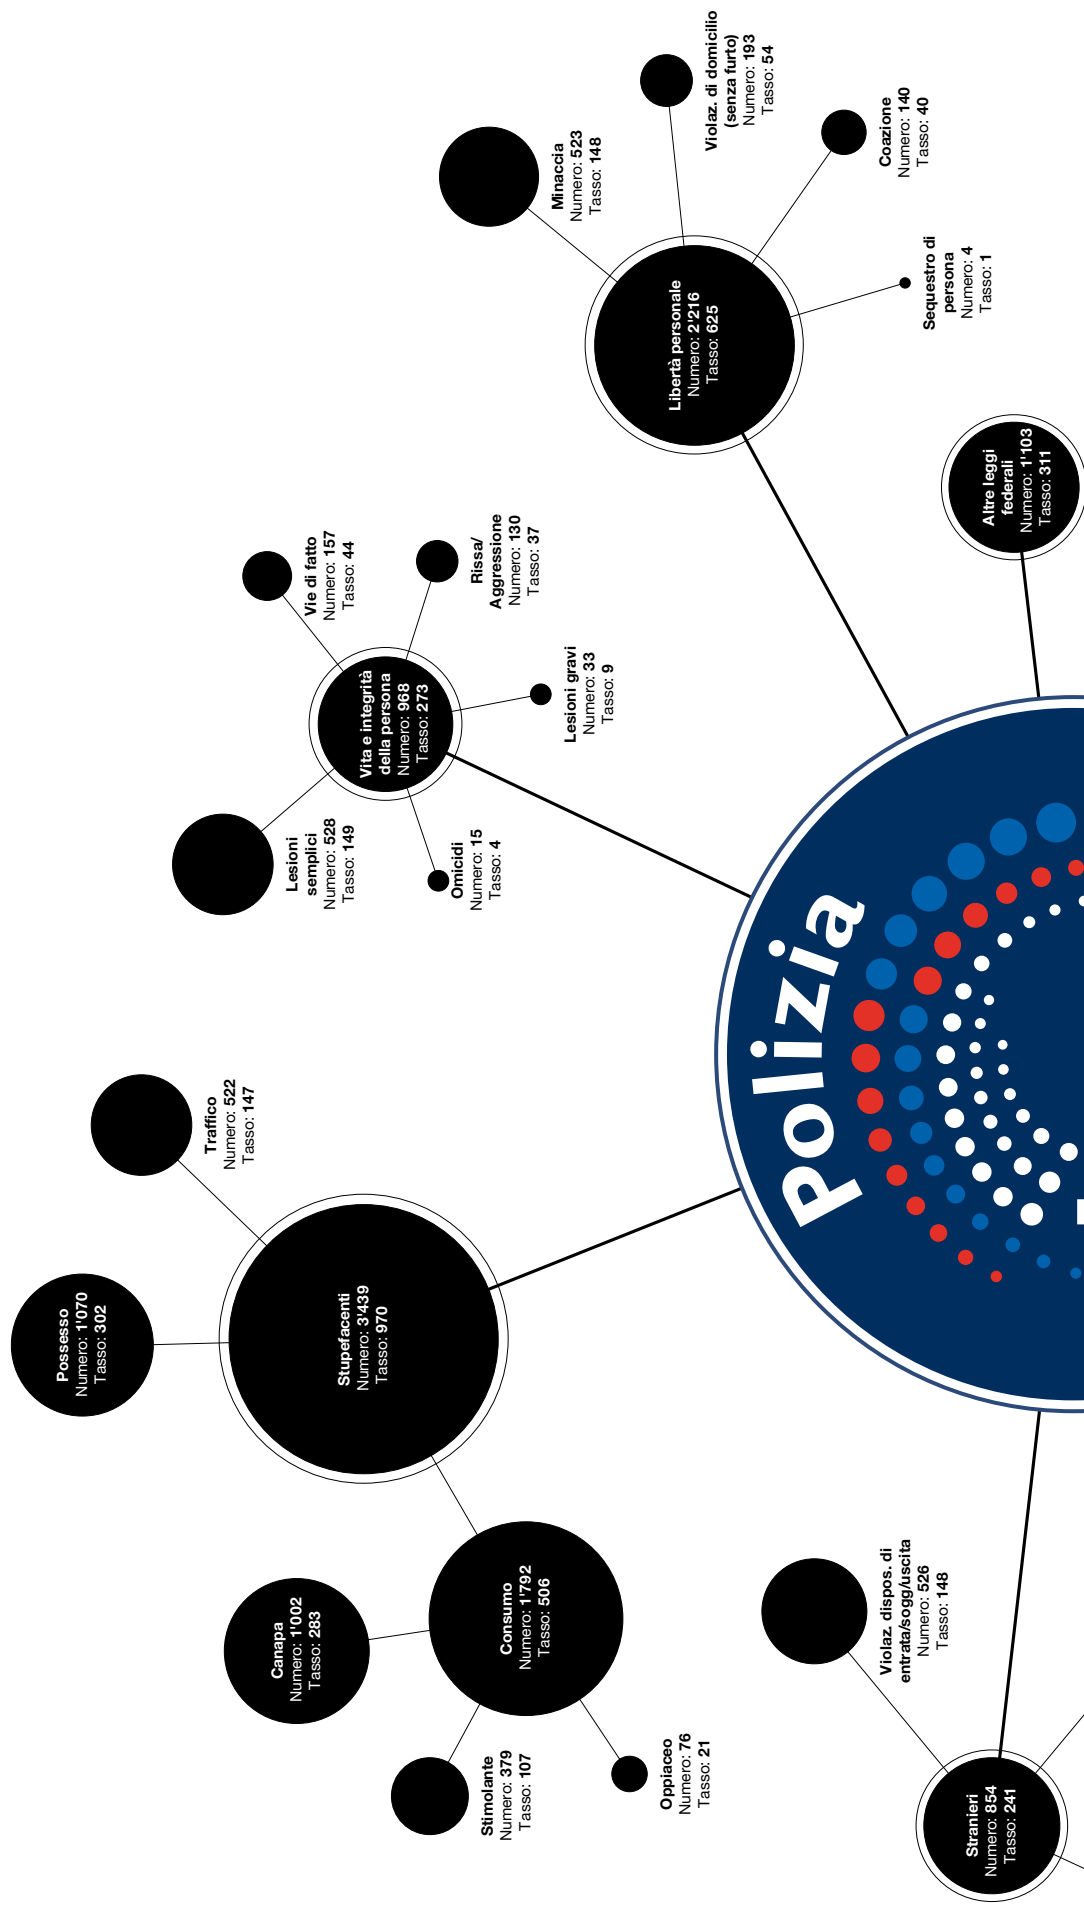 Possesso
Numero: 1'070
Tasso: 302
Traffico
Numero: 522
Tasso: 147
Stupefacenti
Numero: 3'439
Tasso: 970
Canapa
Numero: 1'002
Tasso: 283
Consumo
Numero: 1'792
Tasso: 506
Stimolante
Numero: 379
Tasso: 107
Oppiaceo
Numero: 76
Tasso: 21
Lesioni
semplici
Numero: 528
Tasso: 149
Vie di fatto
Numero: 157
Tasso: 44
Vita e integrità
della persona
Numero: 968
Tasso: 273
Omicidi
Numero: 15
Tasso: 4
Rissa/
Aggressione
Numero: 130
Tasso: 37
Lesioni gravi
Numero: 33
Tasso: 9
Minaccia
Numero: 523
Tasso: 148
Violaz. di domicilio
(senza furto)
Numero: 193
Tasso: 54
Libertà personale
Numero: 2'216
Tasso: 625
Coazione
Numero: 140
Tasso: 40
Sequestro di
persona
Numero: 4
Tasso: 1
Altre leggi
federali
Numero: 1'103
Tasso: 311
Polizia
Violaz. dispos. di
entrata/sogg/uscita
Numero: 526
Tasso: 148
Stranieri
Numero: 854
Tasso: 241